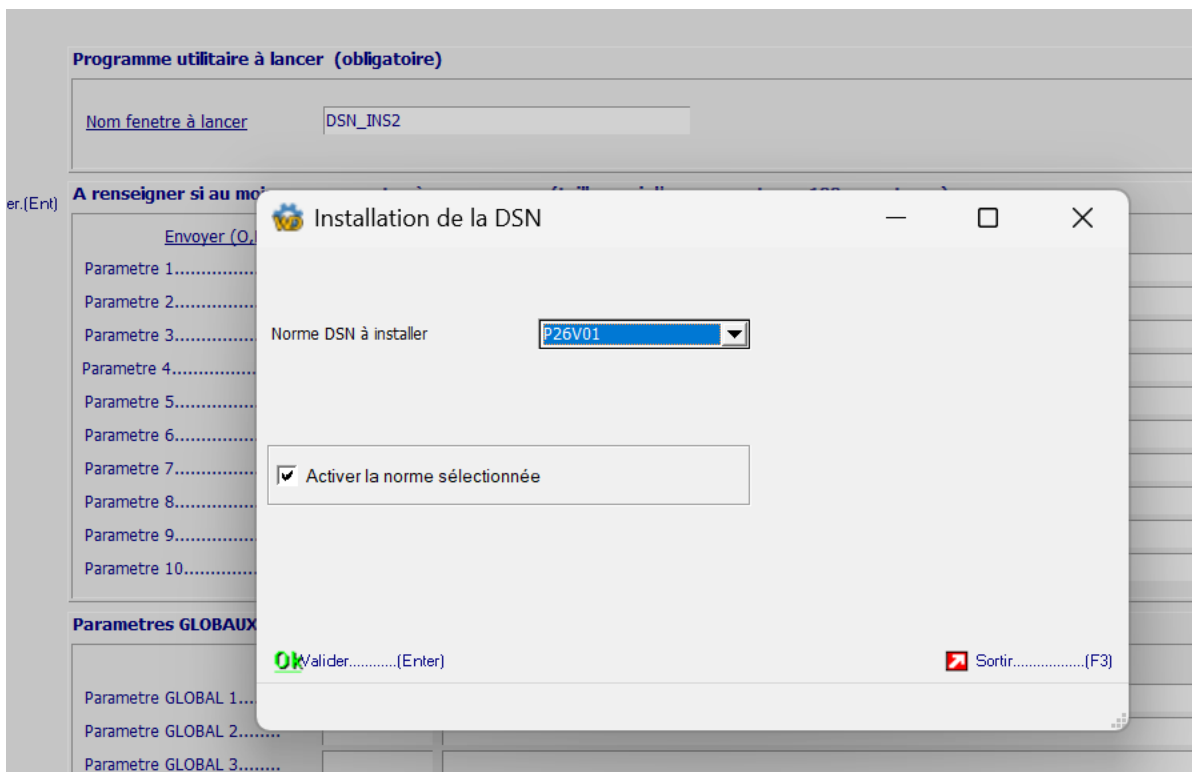 Programme utilitaire à lancer (obligatoire)
Nom fenetre à lancer
DSN_INS2
er.(Ent)
A renseigner si au
Envoyer (O,
Parametre 1...............
Parametre 2...............
Parametre 3...............
Parametre 4...............
Parametre 5...............
Parametre 6...............
Parametre 7...............
Parametre 8...............
Parametre 9...............
Parametre 10.............
Parametres GLOBAUX
Parametre GLOBAL 1....
Parametre GLOBAL 2........
Parametre GLOBAL 3........
Installation de la DSN
Norme DSN à installer
P26V01
Activer la norme sélectionnée
Ok Valider...........(Enter)
Sortir.................(F3)